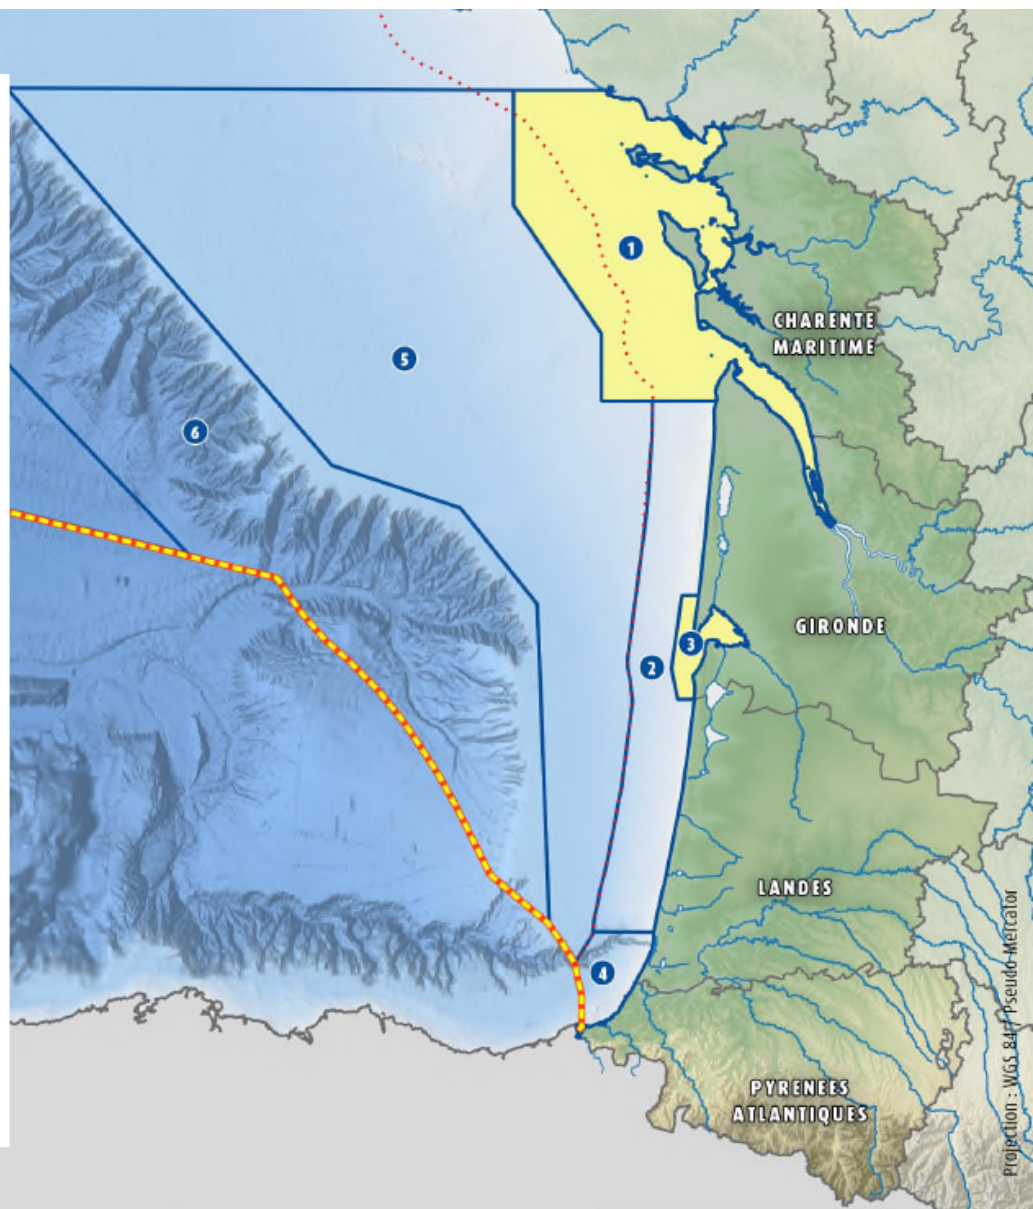 1
CHARENTE
MARITIME
5
6
GIRONDE
3
2
LANDES
4
PYRENEES
ATLANTIQUES
Projection : WGS 84 / Pseudo Mercator